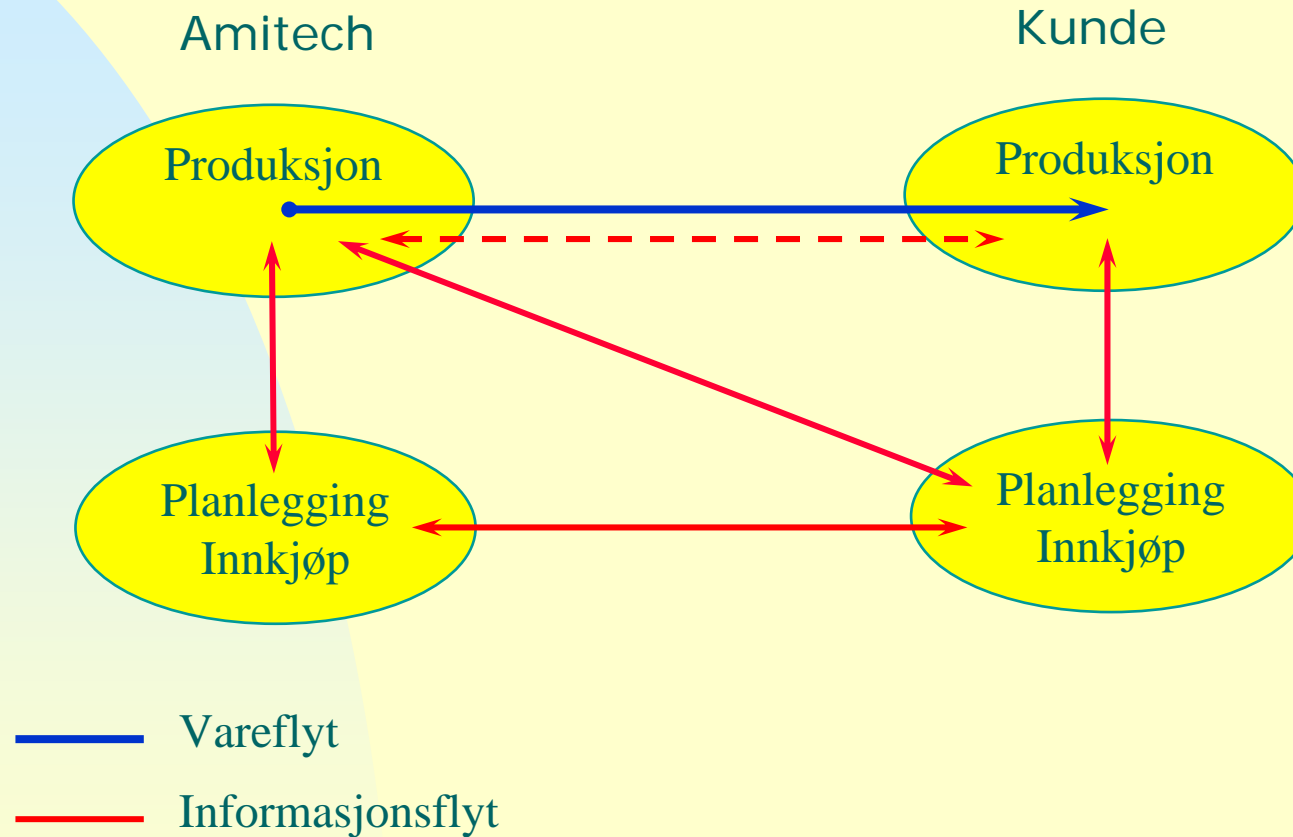 Amitech
Kunde
Produksjon
Produksjon
Planlegging
Innkjøp
Planlegging
Innkjøp
Vareflyt
Informasjonsflyt